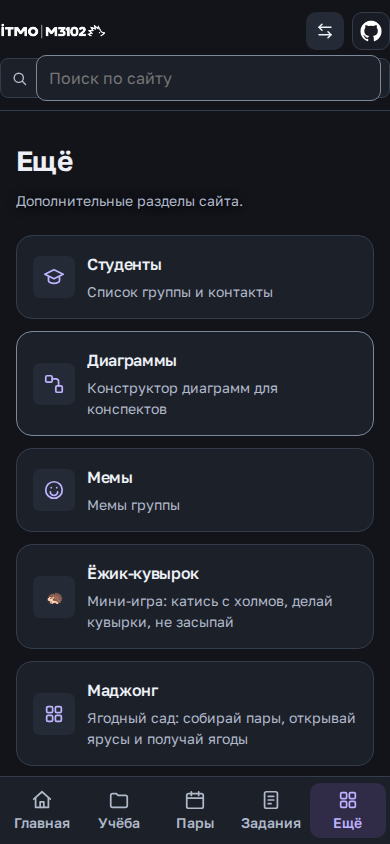 iTMO | M3102
Поиск по сайту
Ещё
Дополнительные разделы сайта.
Студенты
Список группы и контакты
Диаграммы
Конструктор диаграмм для
конспектов
Мемы
Мемы группы
Ёжик-кувырок
Мини-игра: катись с холмов, делай
кувырки, не засыпай
Маджонг
Ягодный сад: собирай пары, открывай
ярусы и получай ягоды
Главная
Учёба
Пары
Задания
Ещё